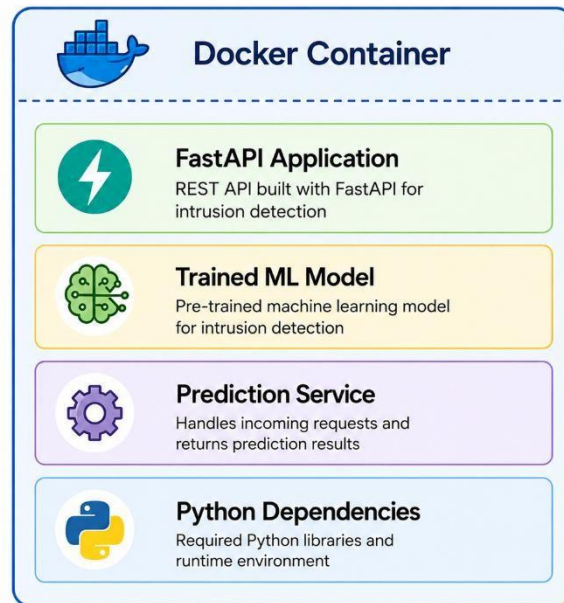 Docker Container
FastAPI Application
REST API built with FastAPI for
intrusion detection
Trained ML Model
Pre-trained machine learning model
for intrusion detection
Prediction Service
Handles incoming requests and
returns prediction results
Python Dependencies
Required Python libraries and
runtime environment